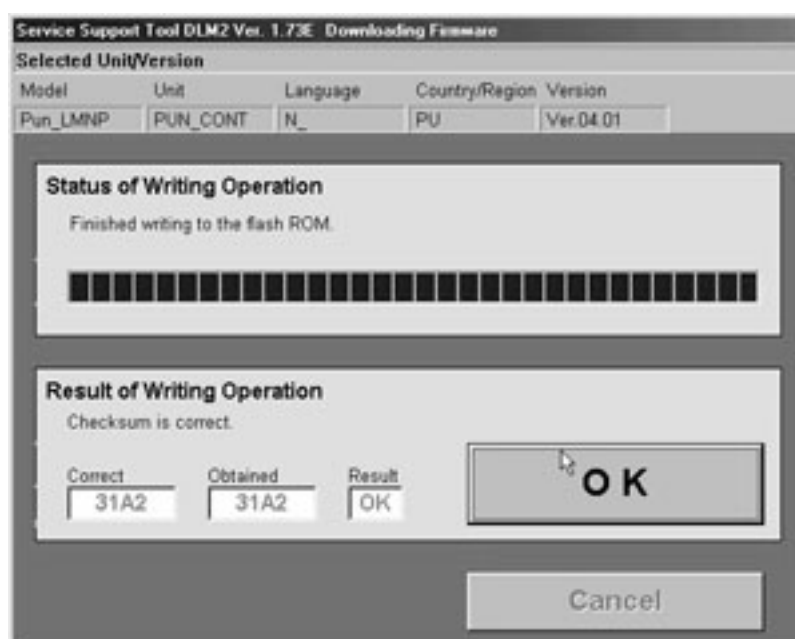 Service Support Tool DLM2 Ver. 1.73E Downloading Firmware
Selected Unit/Version
Model Unit Language Country/Region Version
Pun_LMNP PUN_CONT N_ PU Ver.04.01
Status of Writing Operation
Finished writing to the flash ROM.
Result of Writing Operation
Checksum is correct.
Correct Obtained Result
31A2 31A2 OK
OK
Cancel